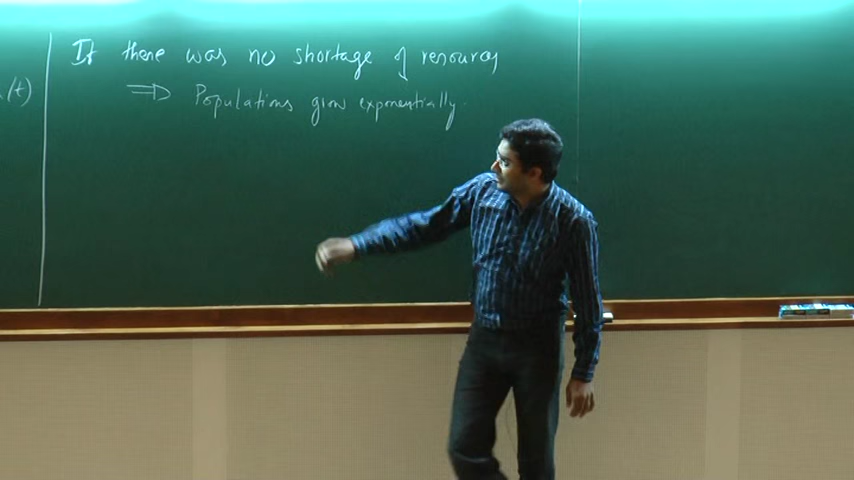 (t)
If there was no shortage of resources
⇒ Populations grow exponentially.